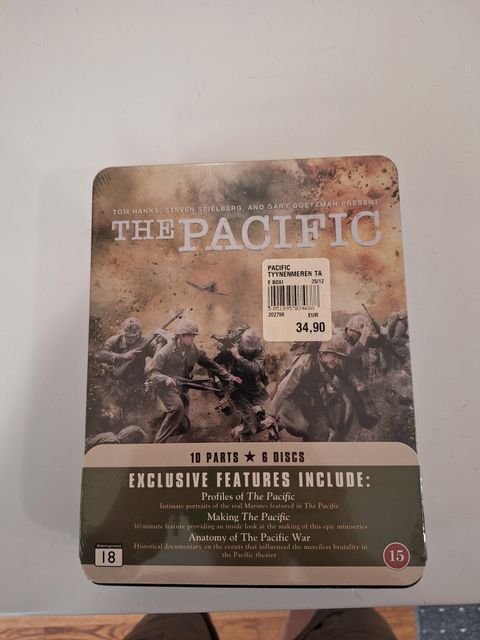 TOM HANKS, STEVEN SPIELBERG, AND GARY GOETZMAN PRESENT
THE PACIFIC
PACIFIC
TYYNENMEREN TA
E BOXI 35/12
202796 EUR
34,90
10 PARTS ★ 6 DISCS
EXCLUSIVE FEATURES INCLUDE:
Profiles of The Pacific
Intimate portraits of the real Marines featured in The Pacific
Making The Pacific
30-minute feature providing an inside look at the making of this epic miniseries
Anatomy of The Pacific War
Historical documentary on the events that influenced the merciless brutality in
the Pacific theater
18
15